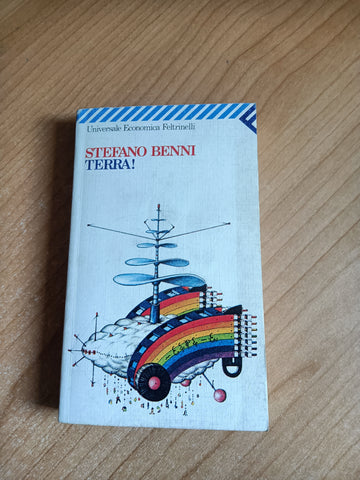 Universale Economica Feltrinelli
STEFANO BENNI
TERRA!